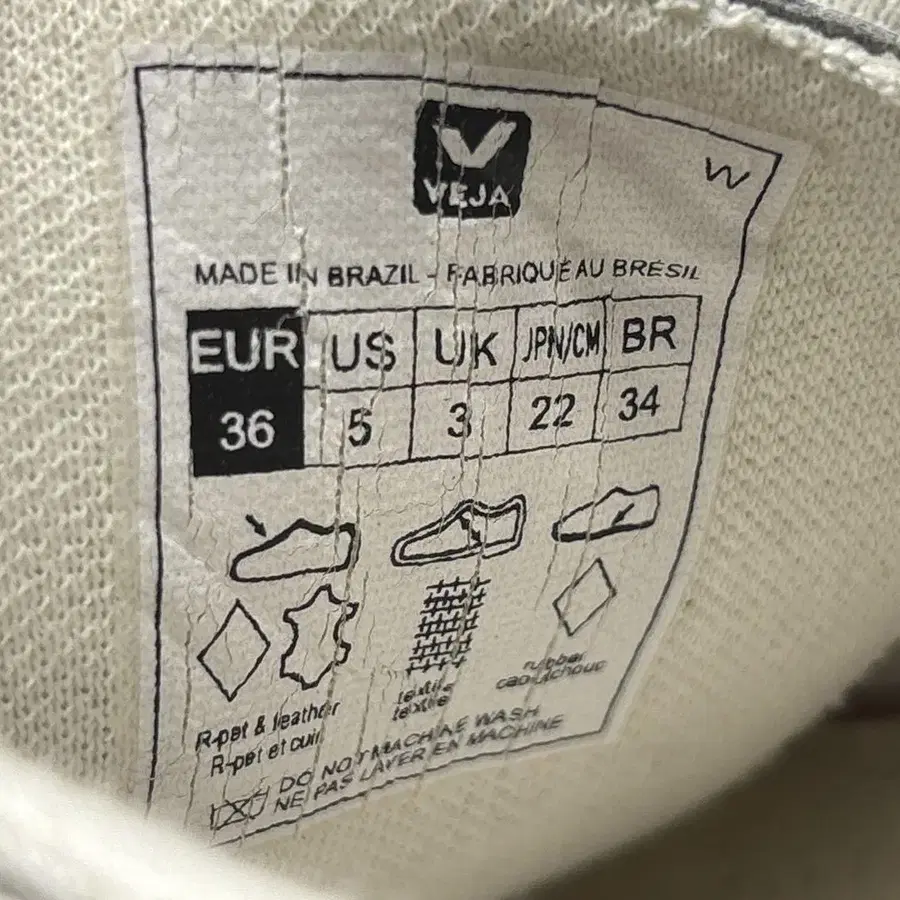 VEJA
W
MADE IN BRAZIL - FABRIQUÉ AU BRÉSIL
EUR US UK JPN/CM BR
36 5 3 22 34
R-pet & leather
R-pet et cuir
textile
textile
rubber
caoutchouc
DO NOT MACHINE WASH
NE PAS LAVER EN MACHINE